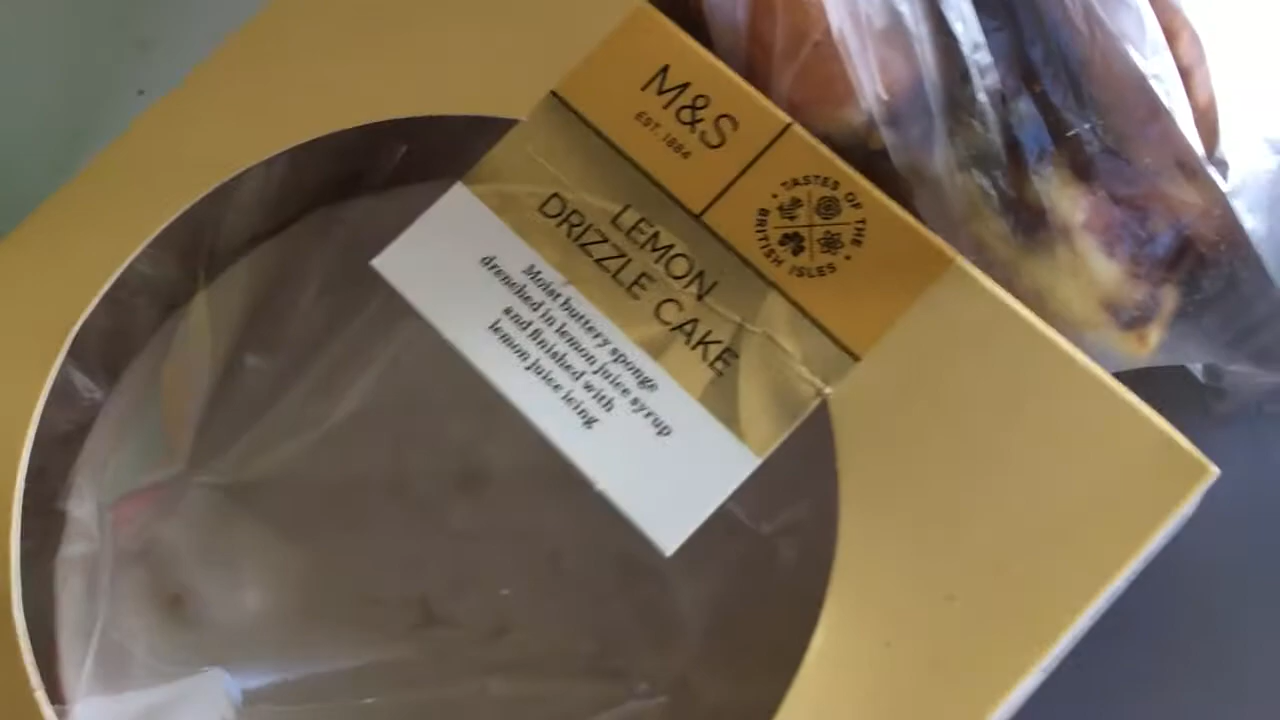 M&S
EST. 1884
• TASTES OF THE •
BRITISH ISLES
LEMON
DRIZZLE CAKE
Moist buttery sponge
drenched in lemon juice syrup
and finished with
lemon juice icing